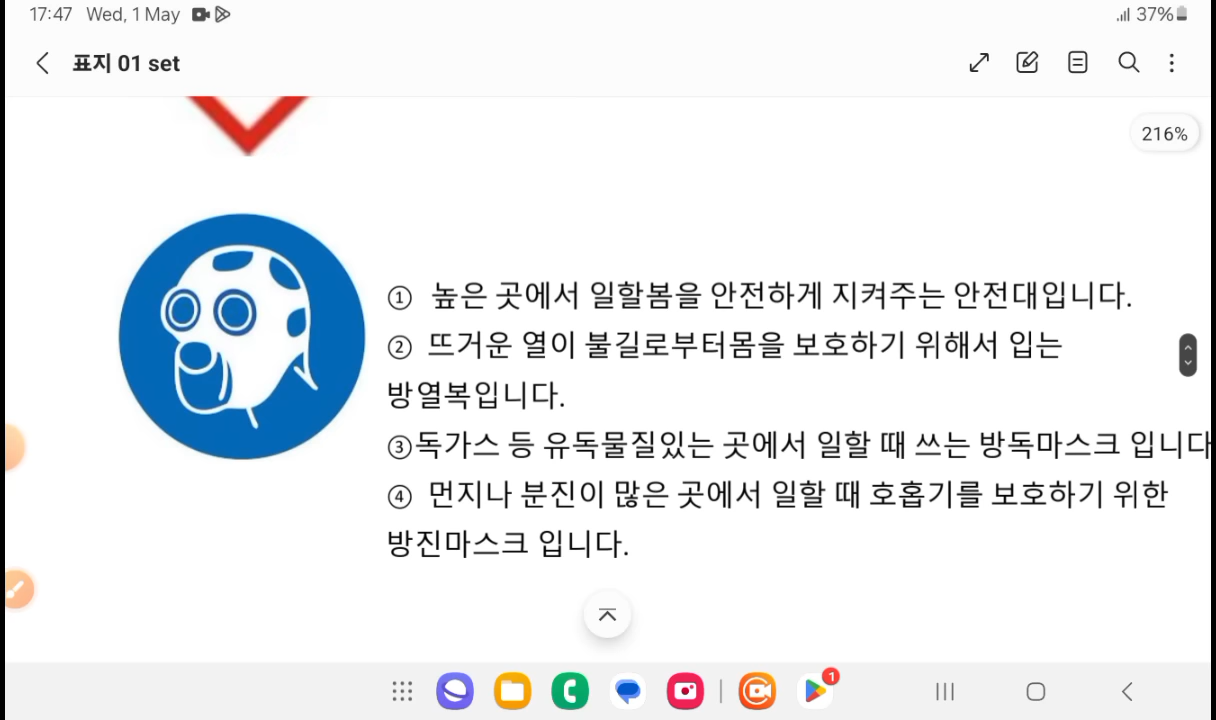 17:47 Wed, 1 May
37%
표지 01 set
216%
① 높은 곳에서 일할봄을 안전하게 지켜주는 안전대입니다.
② 뜨거운 열이 불길로부터몸을 보호하기 위해서 입는
방열복입니다.
③독가스 등 유독물질있는 곳에서 일할 때 쓰는 방독마스크 입니다
④ 먼지나 분진이 많은 곳에서 일할 때 호흡기를 보호하기 위한
방진마스크 입니다.
1